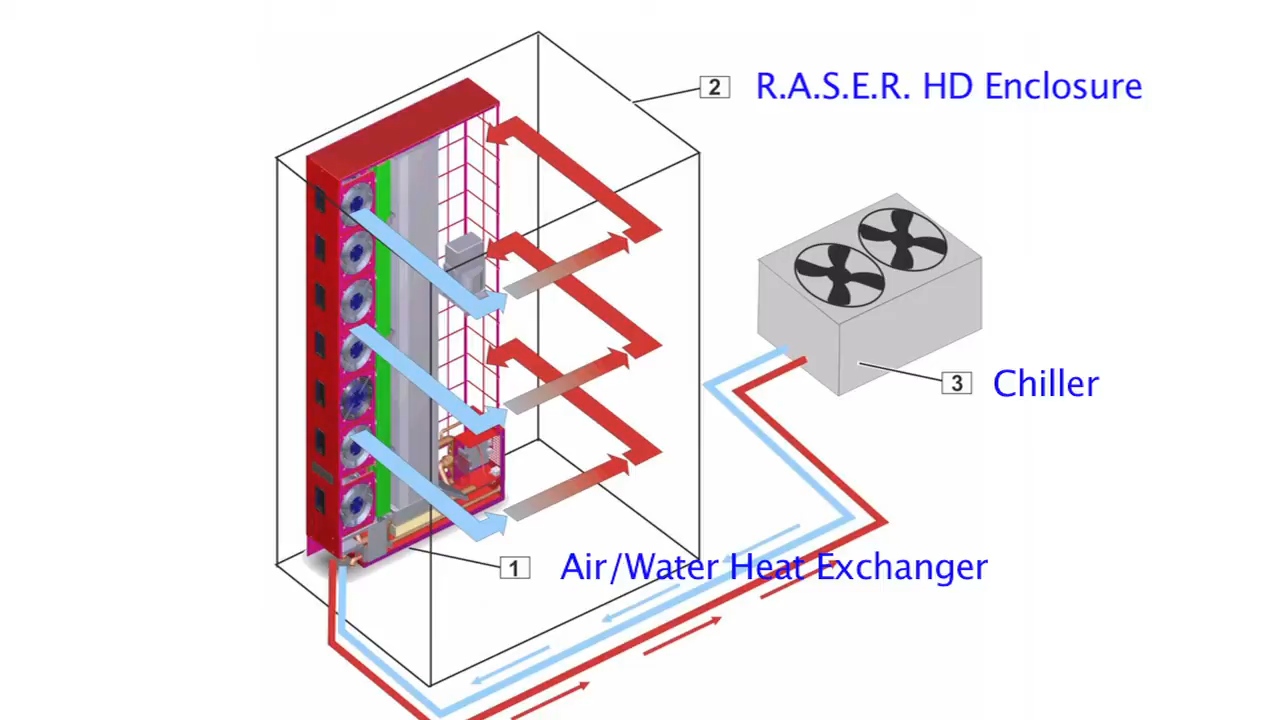 2 R.A.S.E.R. HD Enclosure
3 Chiller
1 Air/Water Heat Exchanger